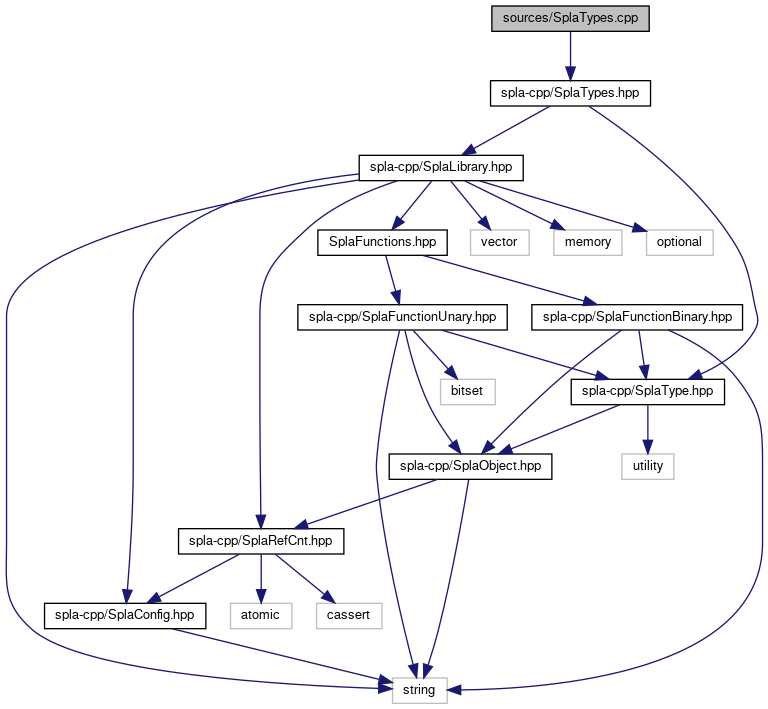 sources/SplaTypes.cpp
spla-cpp/SplaTypes.hpp
spla-cpp/SplaLibrary.hpp
SplaFunctions.hpp
vector
memory
optional
spla-cpp/SplaFunctionUnary.hpp
spla-cpp/SplaFunctionBinary.hpp
bitset
spla-cpp/SplaType.hpp
spla-cpp/SplaObject.hpp
utility
spla-cpp/SplaRefCnt.hpp
spla-cpp/SplaConfig.hpp
atomic
cassert
string